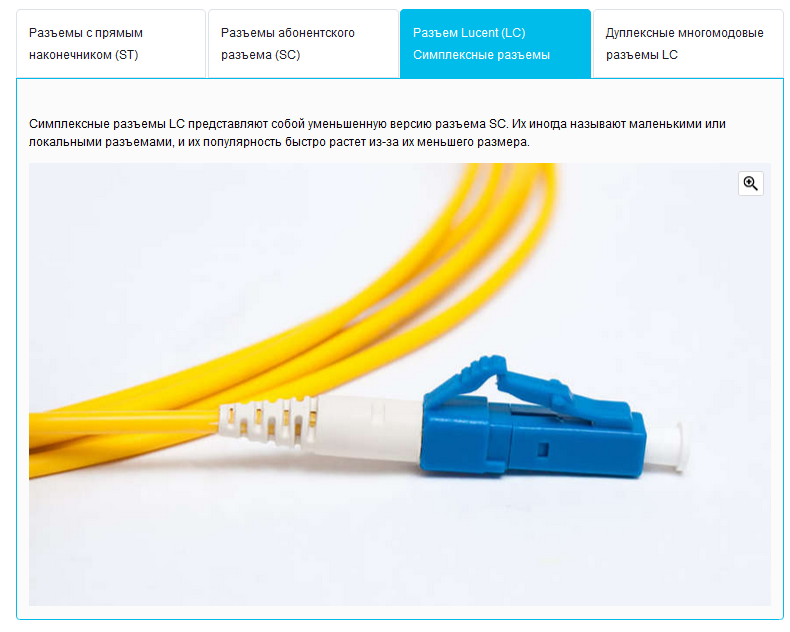 Разъемы с прямым
наконечником (ST)
Разъемы абонентского
разъема (SC)
Разъем Lucent (LC)
Симплексные разъемы
Дуплексные многомодовые
разъемы LC
Симплексные разъемы LC представляют собой уменьшенную версию разъема SC. Их иногда называют маленькими или
локальными разъемами, и их популярность быстро растет из-за их меньшего размера.